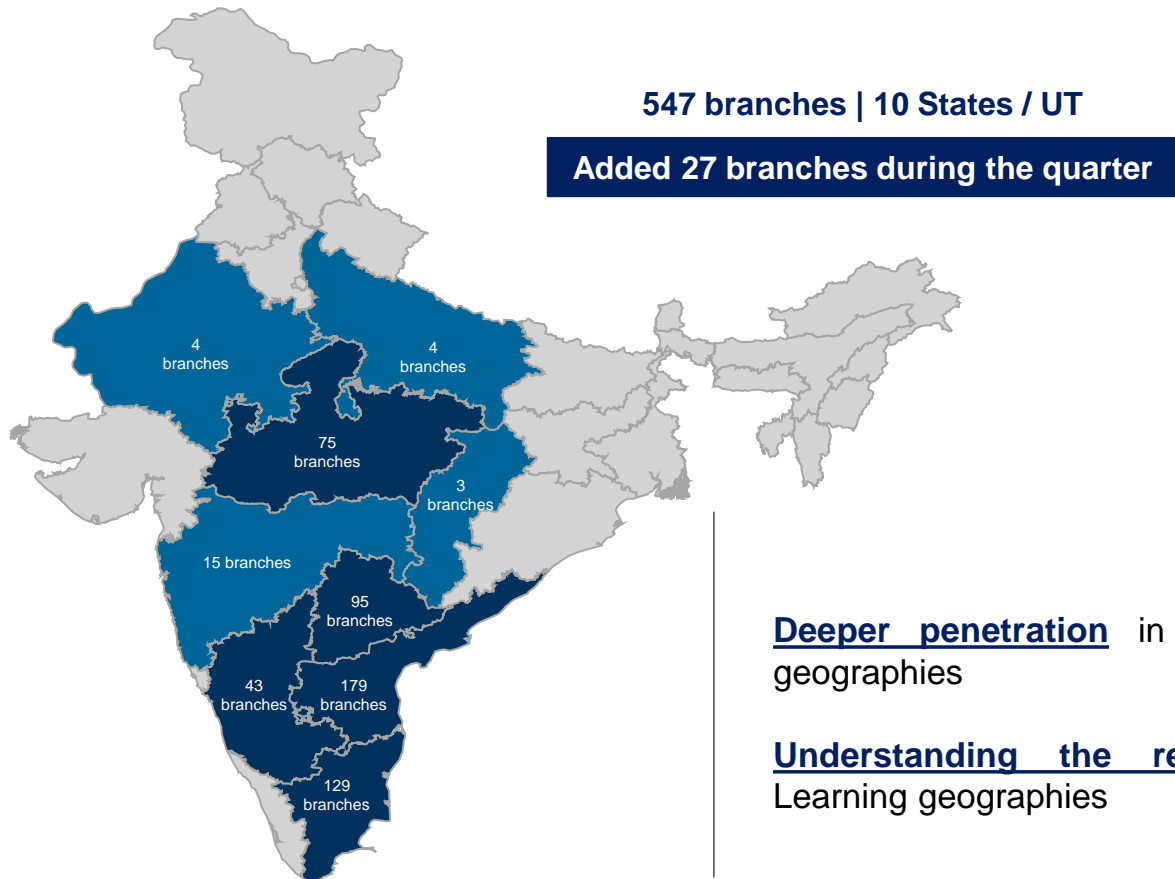 547 branches | 10 States / UT
Added 27 branches during the quarter
4
branches
4
branches
75
branches
3
branches
15 branches
95
branches
43
branches
179
branches
129
branches
Deeper penetration in
geographies
Understanding the
Learning geographies